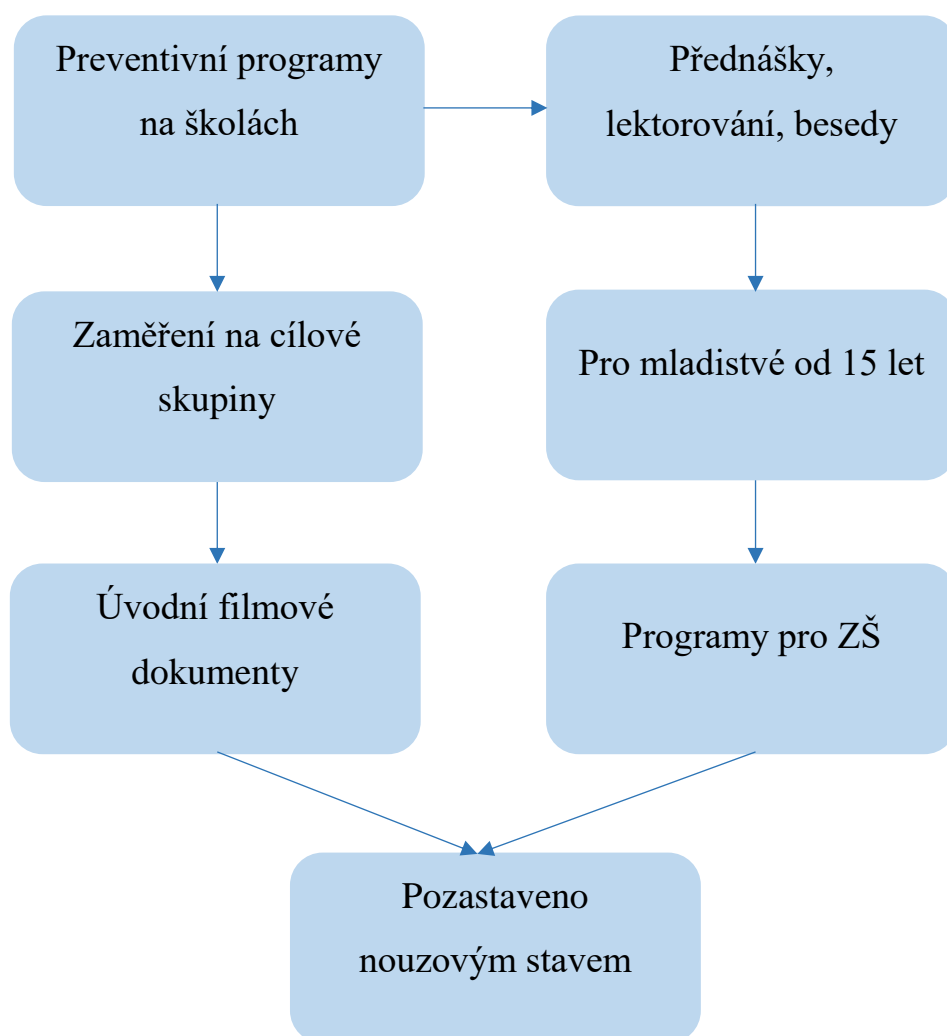 Preventivní programy
na školách
Přednášky,
lektorování, besedy
Zaměření na cílové
skupiny
Pro mladistvé od 15 let
Úvodní filmové
dokumenty
Programy pro ZŠ
Pozastaveno
nouzovým stavem